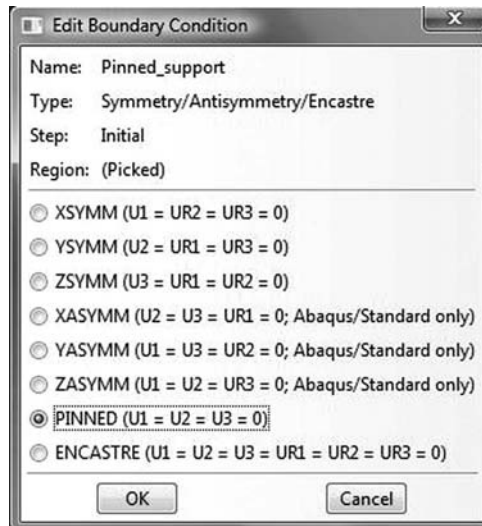 Edit Boundary Condition
Name: Pinned_support
Type: Symmetry/Antisymmetry/Encastre
Step: Initial
Region: (Picked)
XSYMM (U1 = UR2 = UR3 = 0)
YSYMM (U2 = UR1 = UR3 = 0)
ZSYMM (U3 = UR1 = UR2 = 0)
XASYMM (U2 = U3 = UR1 = 0; Abaqus/Standard only)
YASYMM (U1 = U3 = UR2 = 0; Abaqus/Standard only)
ZASYMM (U1 = U2 = UR3 = 0; Abaqus/Standard only)
PINNED (U1 = U2 = U3 = 0)
ENCASTRE (U1 = U2 = U3 = UR1 = UR2 = UR3 = 0)
OK Cancel